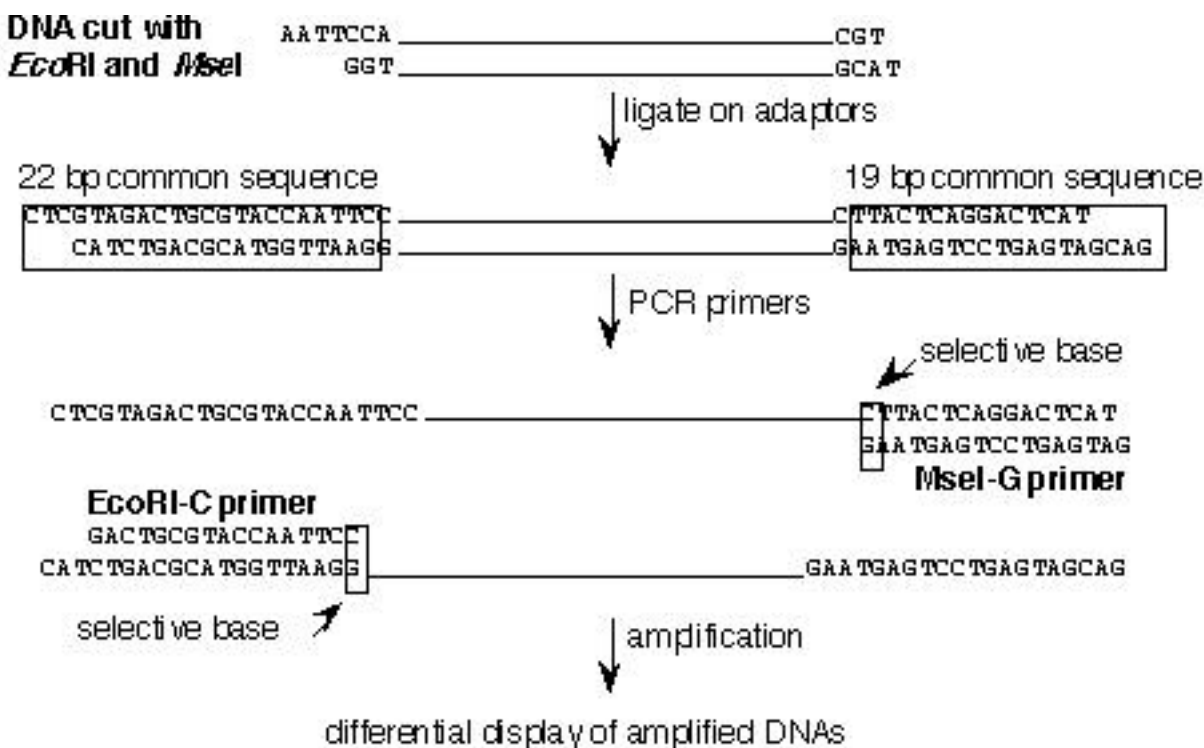 DNA cut with
EcoRI and MseI
AATTCCA CGT
GGT GCAT
ligate on adaptors
22 bp common sequence 19 bp common sequence
CTCGTAGACTGCGTACCAATTCC CTTACTCAGGACTCAT
CATCTGACGCATGGTTAAGG GAATGAGTCCTGAGTAGCAG
PCR primers
selective base
CTCGTAGACTGCGTACCAATTCC CTTACTCAGGACTCAT
GAATGAGTCCTGAGTAG
MseI-G primer
EcoRI-C primer
GACTGCGTACCAATTCC
CATCTGACGCATGGTTAAGG GAATGAGTCCTGAGTAGCAG
selective base
amplification
differential display of amplified DNAs